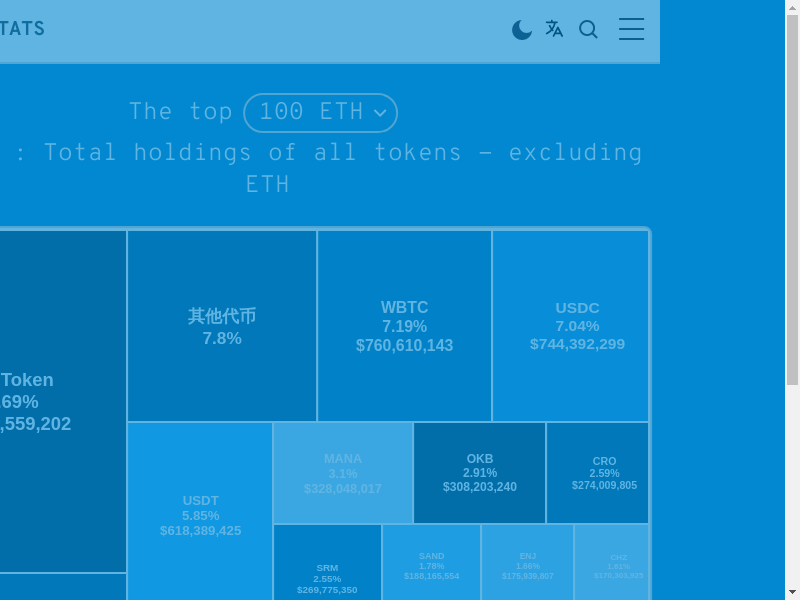 TATS
The top 100 ETH
: Total holdings of all tokens – excluding
ETH
Token
.69%
,559,202
其他代币
7.8%
WBTC
7.19%
$760,610,143
USDC
7.04%
$744,392,299
USDT
5.85%
$618,389,425
MANA
3.1%
$328,048,017
OKB
2.91%
$308,203,240
CRO
2.59%
$274,009,805
SRM
2.55%
$269,775,350
SAND
1.78%
$188,165,554
ENJ
1.66%
$175,939,807
CHZ
1.61%